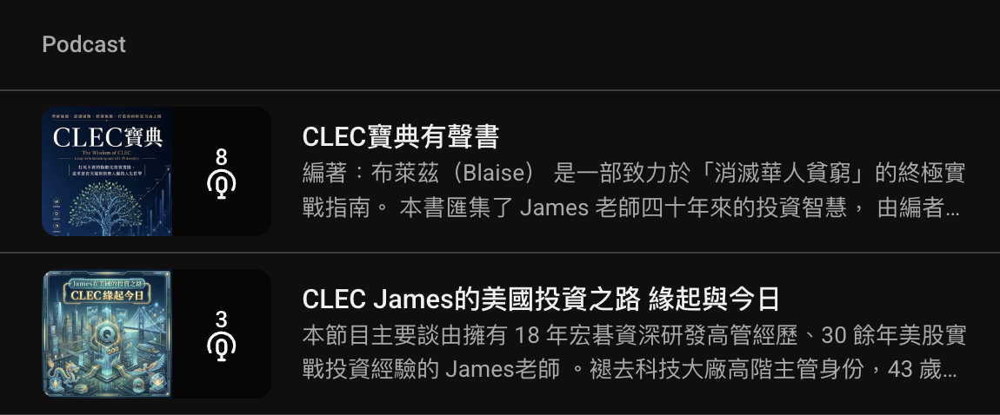 Podcast
CLEC寶典
The Wisdom of CLEC
Long-term Investing and Life Philosophy
8
CLEC寶典有聲書
編著：布萊茲（Blaise） 是一部致力於「消滅華人貧窮」的終極實
戰指南。 本書匯集了 James 老師四十年來的投資智慧， 由編者...
James在美國的投資之路
CLEC 緣起今日
3
CLEC James的美國投資之路 緣起與今日
本節目主要談由擁有 18 年宏碁資深研發高管經歷、30 餘年美股實
戰投資經驗的 James老師 。褪去科技大廠高階主管身份，43 歲...